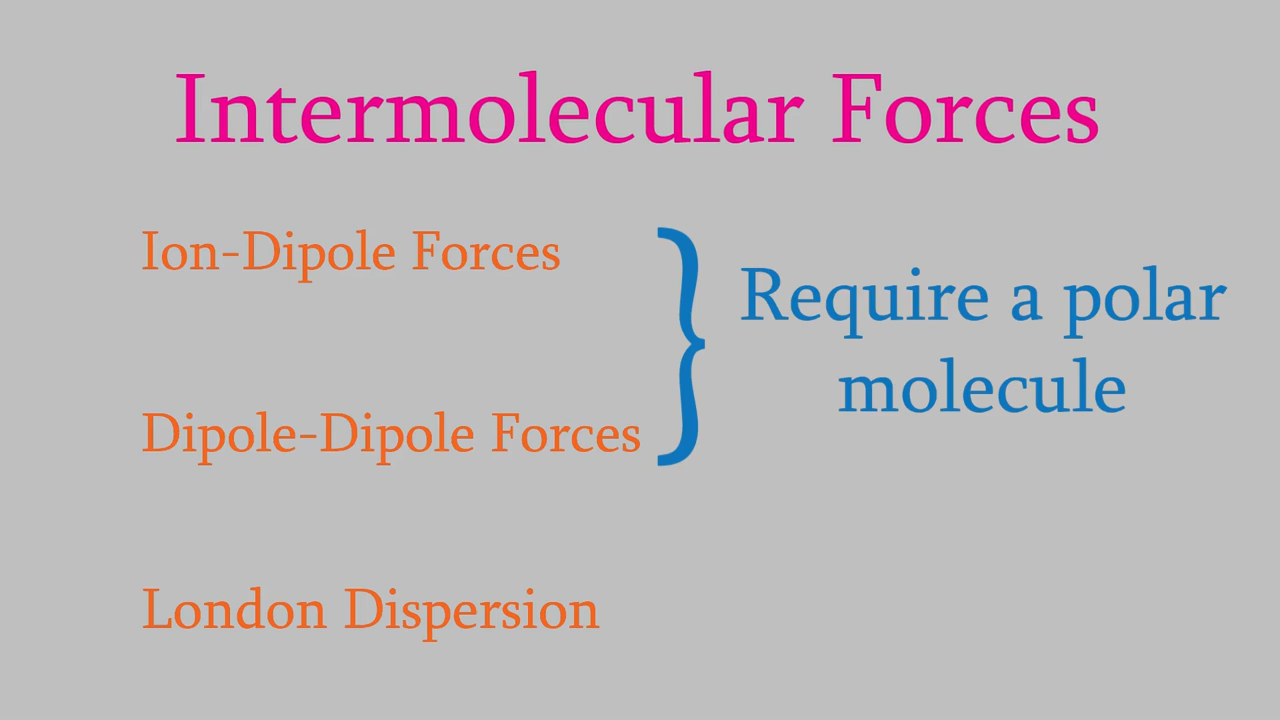 Intermolecular Forces
Ion-Dipole Forces
Dipole-Dipole Forces
London Dispersion
Require a polar
molecule